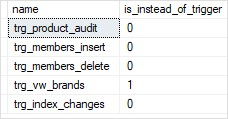 name is_instead_of_trigger
trg_product_audit 0
trg_members_insert 0
trg_members_delete 0
trg_vw_brands 1
trg_index_changes 0